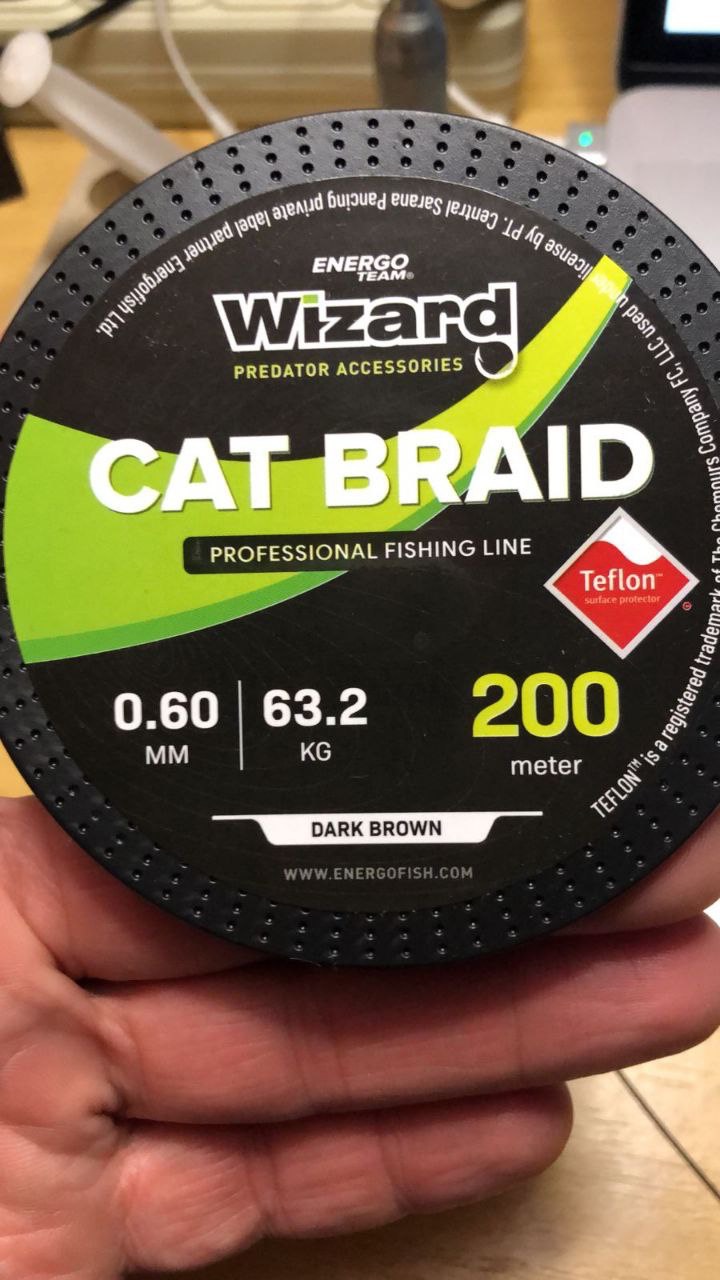 ENERGO
TEAM®
Wizard
PREDATOR ACCESSORIES
CAT BRAID
PROFESSIONAL FISHING LINE
Teflon™
surface protector
0.60
MM
63.2
KG
200
meter
DARK BROWN
WWW.ENERGOFISH.COM
TEFLON™ is a registered trademark of The Chemours Company FC, LLC used under license by PT. Central Sarana Pancing private label partner Energofish Ltd.